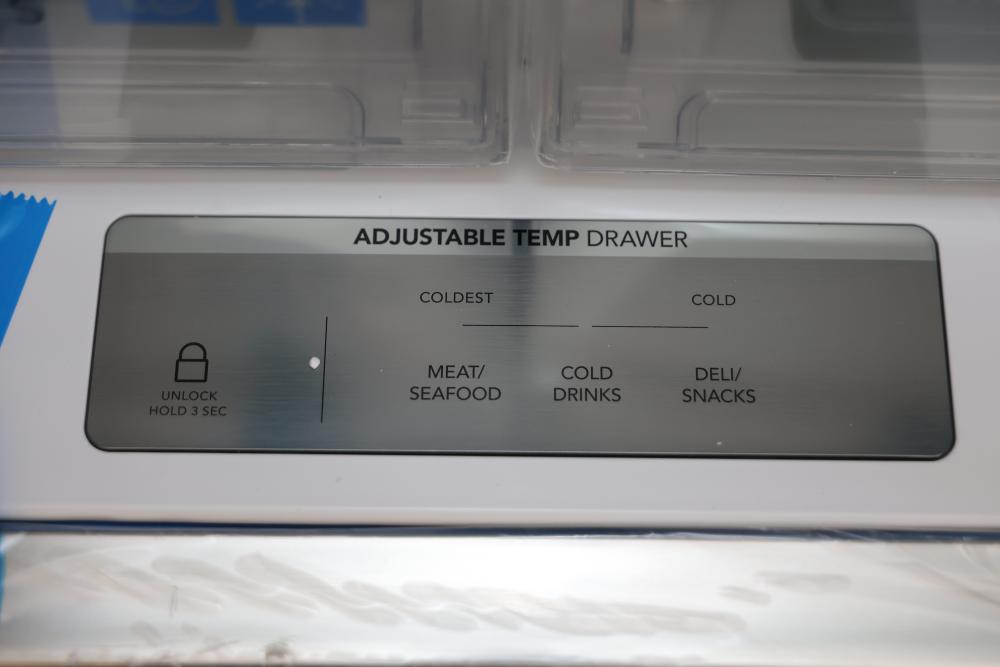 ADJUSTABLE TEMP DRAWER
COLDEST COLD
MEAT/ SEAFOOD
COLD DRINKS
DELI/ SNACKS
UNLOCK
HOLD 3 SEC